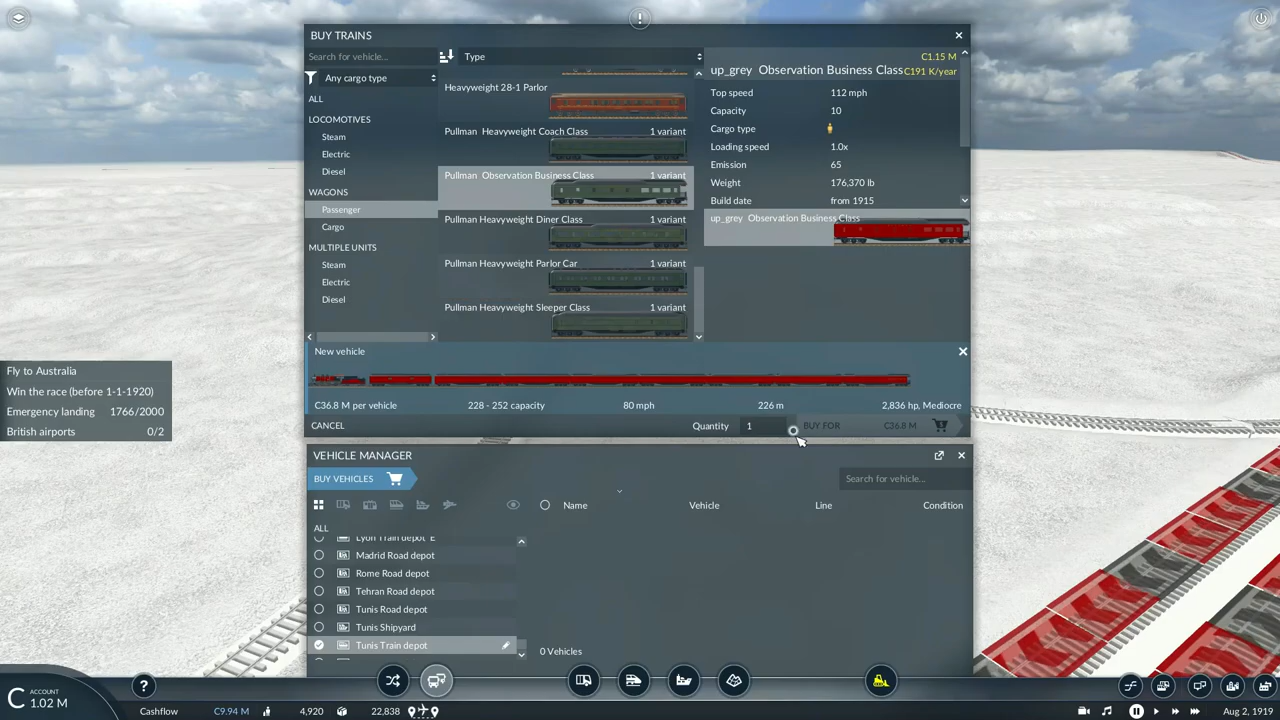 BUY TRAINS
Search for vehicle...
Type
Any cargo type
ALL
LOCOMOTIVES
Steam
Electric
Diesel
WAGONS
Passenger
Cargo
MULTIPLE UNITS
Steam
Electric
Diesel
Heavyweight 28-1 Parlor
Pullman Heavyweight Coach Class 1 variant
Pullman Observation Business Class 1 variant
Pullman Heavyweight Diner Class 1 variant
Pullman Heavyweight Parlor Car 1 variant
Pullman Heavyweight Sleeper Class 1 variant
C1.15 M
up_grey Observation Business Class C191 K/year
Top speed 112 mph
Capacity 10
Cargo type
Loading speed 1.0x
Emission 65
Weight 176,370 lb
Build date from 1915
up_grey Observation Business Class
New vehicle
C36.8 M per vehicle 228 - 252 capacity 80 mph 226 m 2,836 hp, Mediocre
CANCEL Quantity 1 BUY FOR C36.8 M
Fly to Australia
Win the race (before 1-1-1920)
Emergency landing 1766/2000
British airports 0/2
VEHICLE MANAGER
BUY VEHICLES
Search for vehicle...
Name Vehicle Line Condition
ALL
Lyon Train depot E
Madrid Road depot
Rome Road depot
Tehran Road depot
Tunis Road depot
Tunis Shipyard
Tunis Train depot
0 Vehicles
C ACCOUNT
1.02 M
?
Cashflow C9.94 M 4,920 22,838
Aug 2, 1919